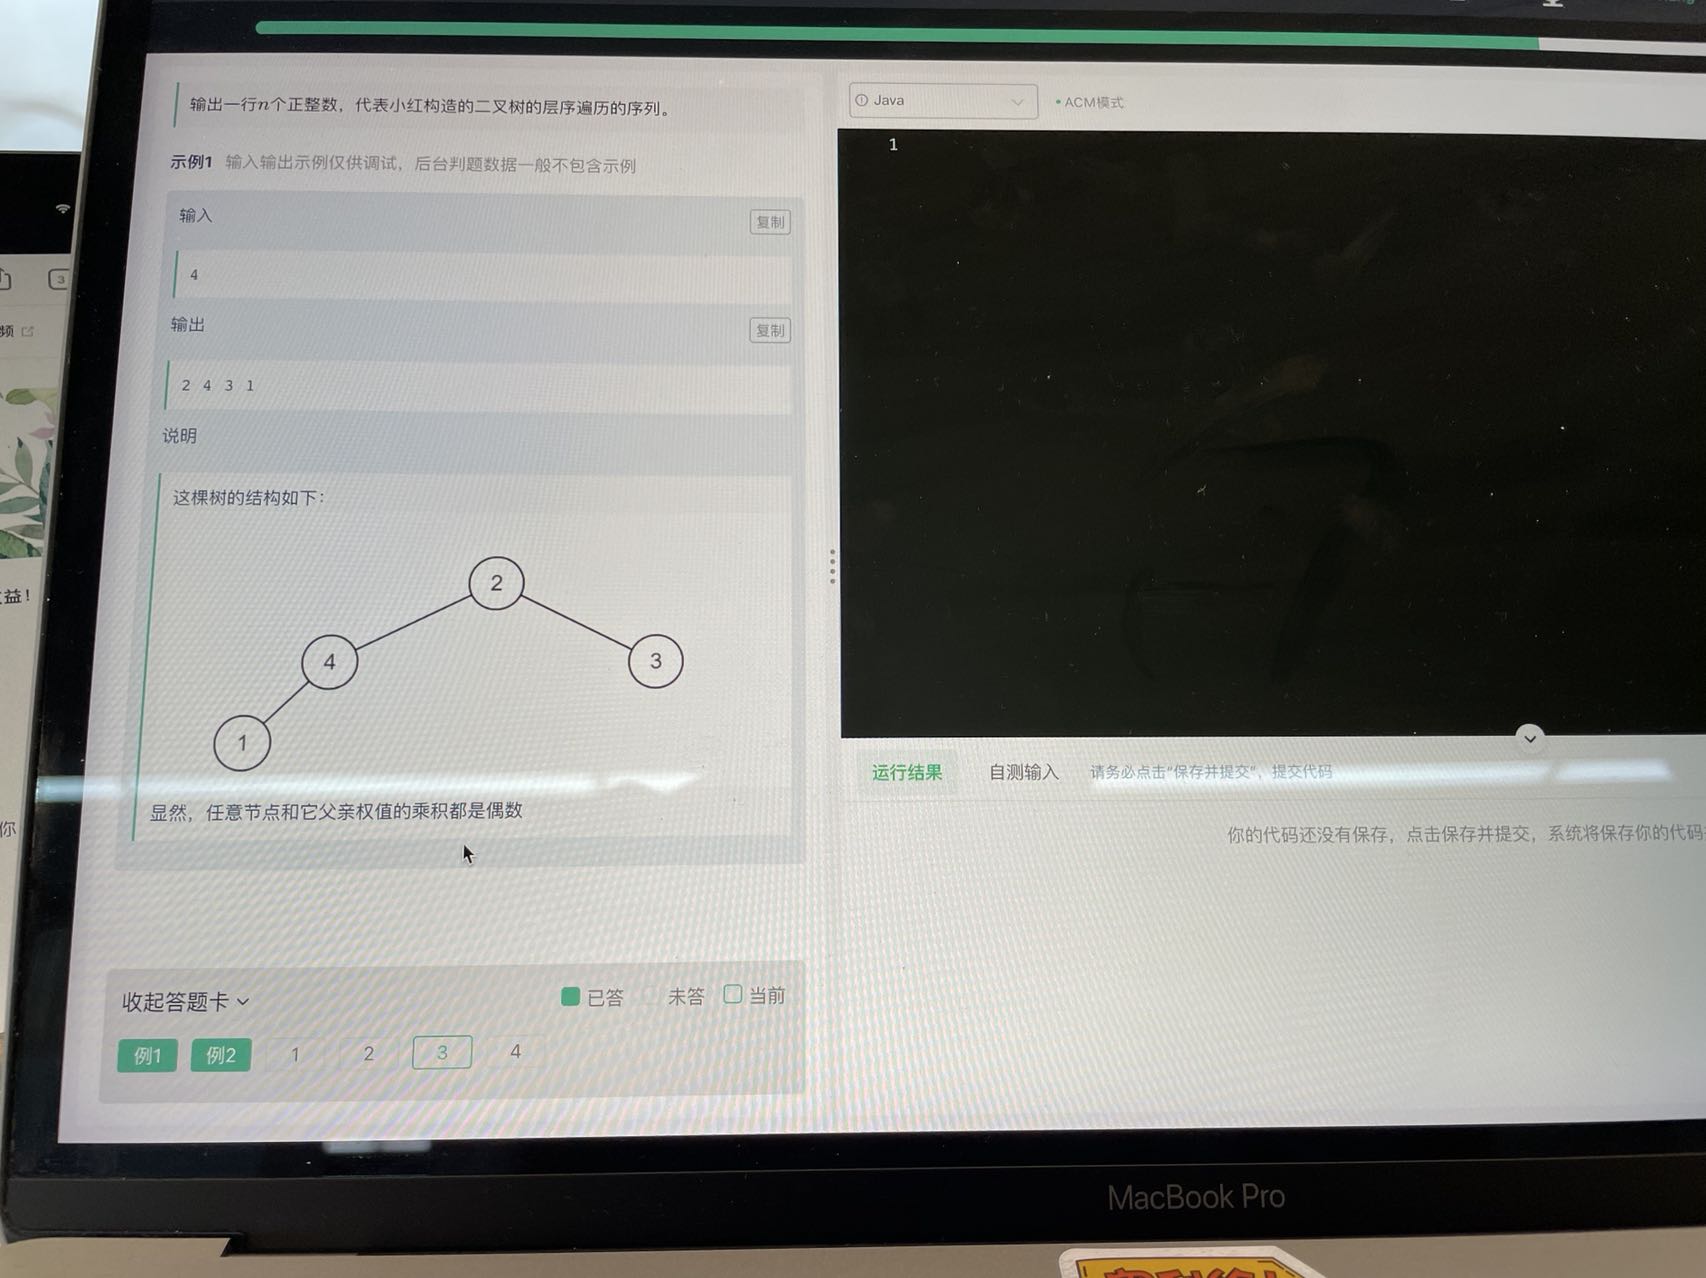 输出一行n个正整数，代表小红构造的二叉树的层序遍历的序列。
示例1 输入输出示例仅供调试，后台判题数据一般不包含示例
输入
复制
4
输出
复制
2 4 3 1
说明
这棵树的结构如下：
2
4
3
1
显然，任意节点和它父亲权值的乘积都是偶数
收起答题卡
已答 未答 当前
例1 例2 1 2 3 4
Java
ACM模式
1
运行结果 自测输入 请务必点击“保存并提交”，提交代码
你的代码还没有保存，点击保存并提交，系统将保存你的代码
MacBook Pro
3
频
益！
你